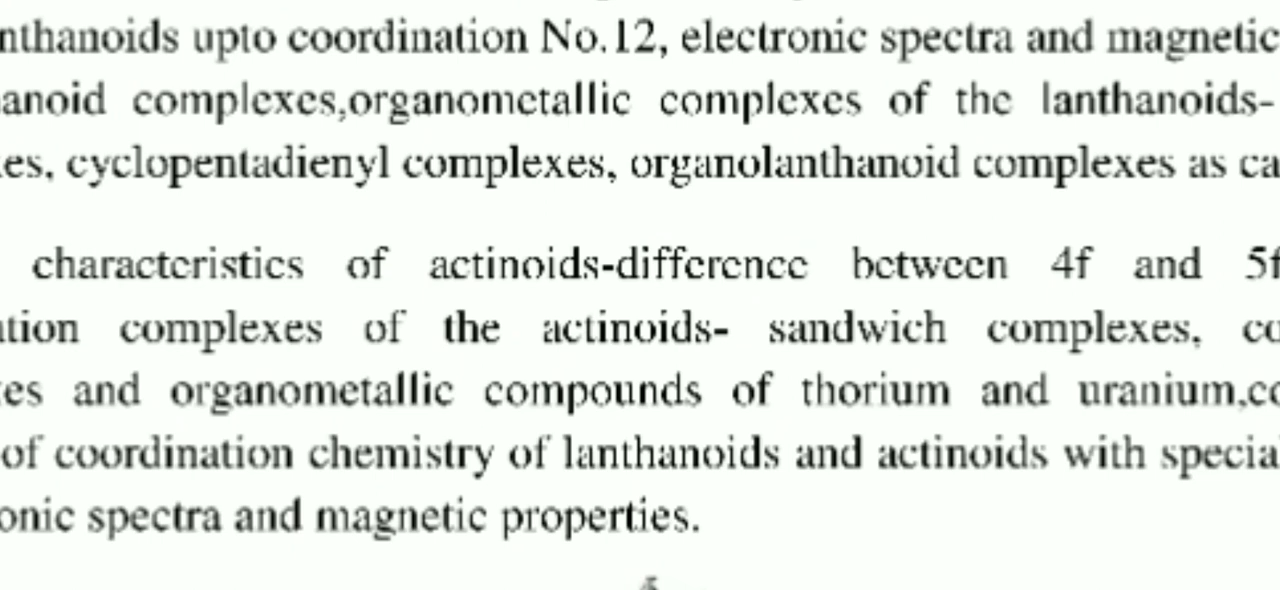 nthanoids upto coordination No.12, electronic spectra and magnetic
anoid complexes,organometallic complexes of the lanthanoids-
es, cyclopentadienyl complexes, organolanthanoid complexes as ca
characteristics of actinoids-difference between 4f and 5f
tion complexes of the actinoids- sandwich complexes, co
es and organometallic compounds of thorium and uranium,co
of coordination chemistry of lanthanoids and actinoids with specia
onic spectra and magnetic properties.